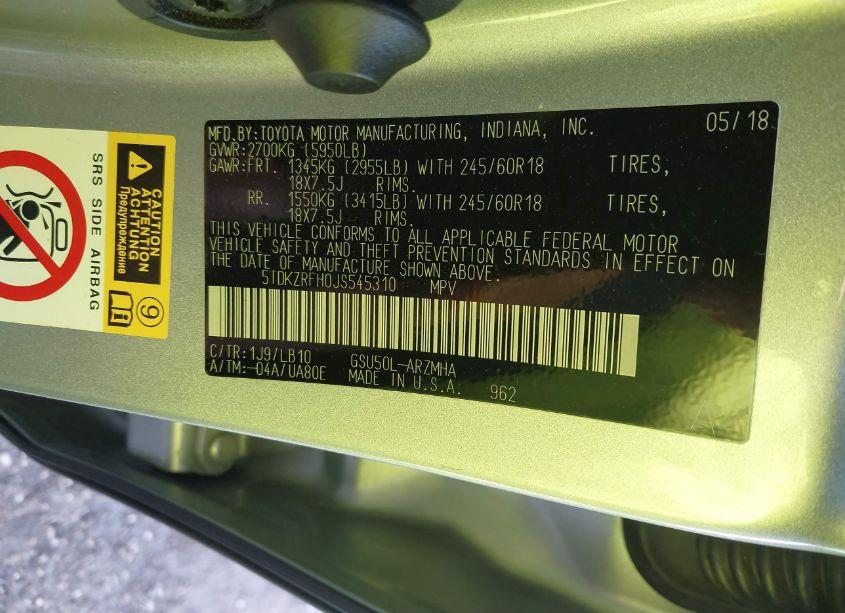 MFD.BY:TOYOTA MOTOR MANUFACTURING, INDIANA, INC. 05/18
GVWR:2700KG (5950LB)
GAWR:FRT. 1345KG (2955LB) WITH 245/60R18 TIRES,
18X7.5J RIMS.
RR. 1550KG (3415LB) WITH 245/60R18 TIRES,
18X7.5J RIMS.
THIS VEHICLE CONFORMS TO ALL APPLICABLE FEDERAL MOTOR
VEHICLE SAFETY AND THEFT PREVENTION STANDARDS IN EFFECT ON
THE DATE OF MANUFACTURE SHOWN ABOVE.
5TDKZRFH0JS545310 MPV
C/TR:1J9/LB10 GSU50L-ARZMHA
A/TM:-04A/UA80E MADE IN U.S.A. 962
A
SRS SIDE AIRBAG
CAUTION
ATTENTION
ACHTUNG
Предупреждение
9